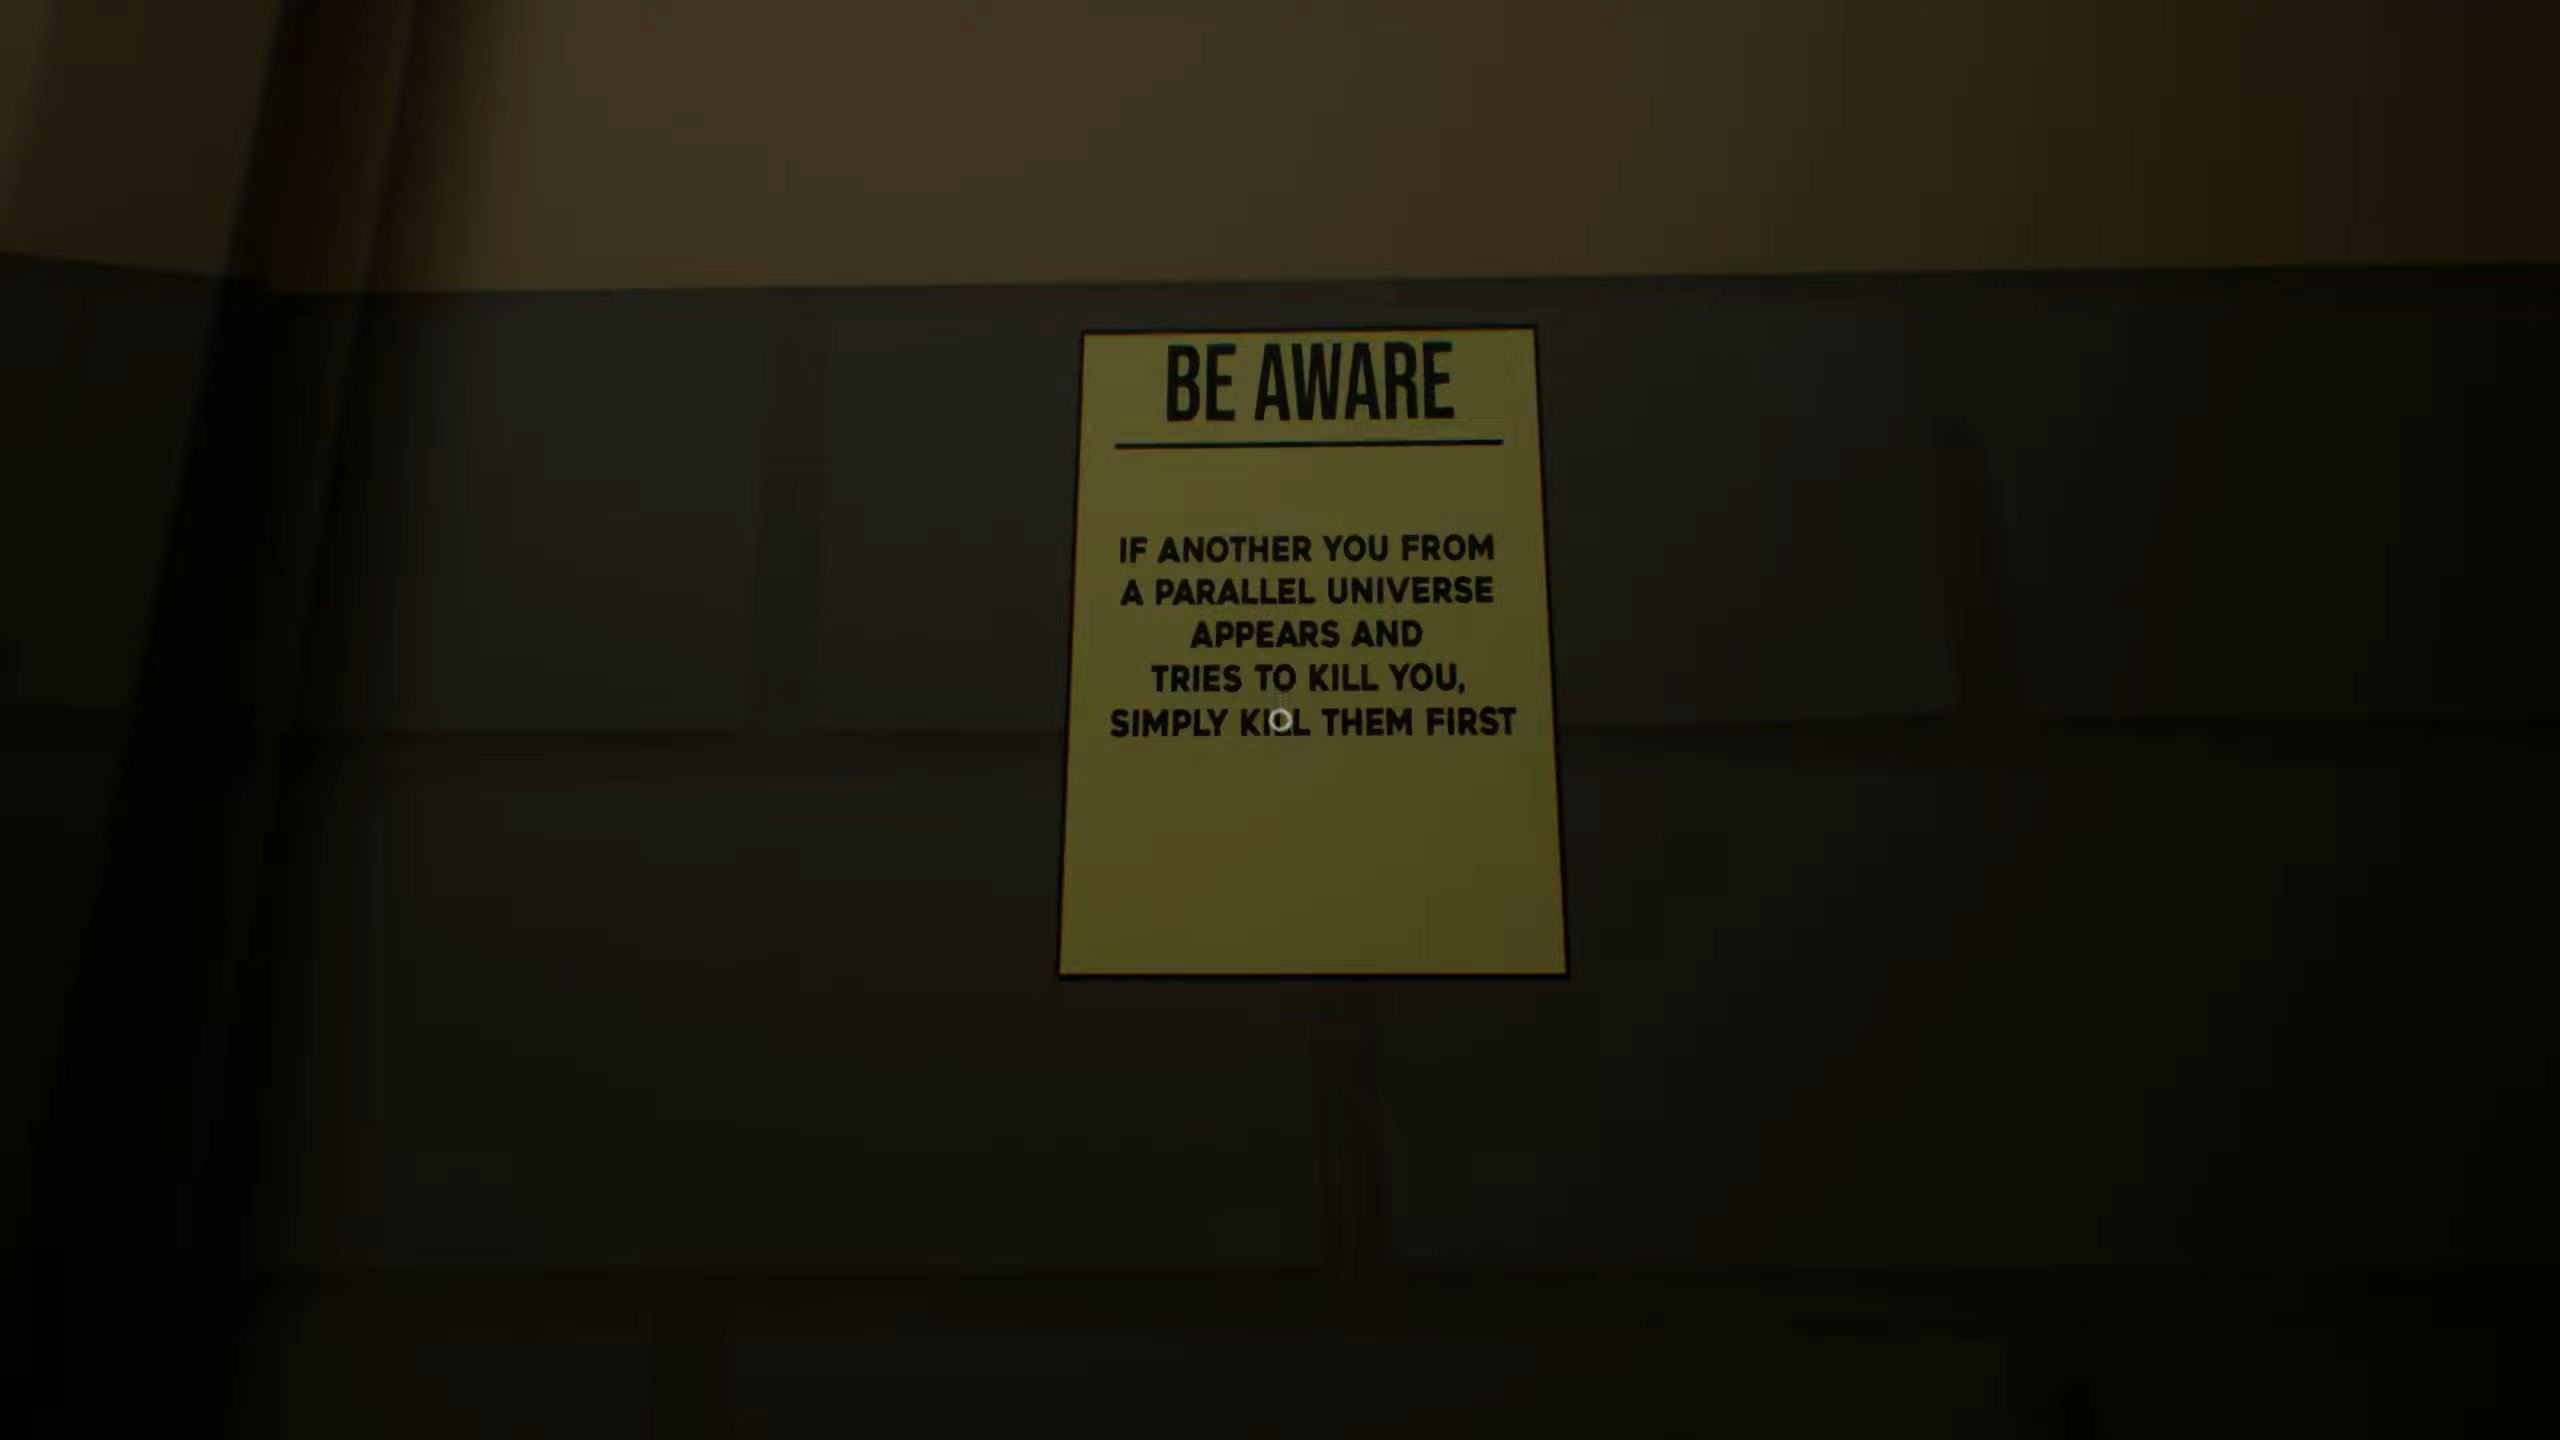 BE AWARE
IF ANOTHER YOU FROM
A PARALLEL UNIVERSE
APPEARS AND
TRIES TO KILL YOU,
SIMPLY KILL THEM FIRST